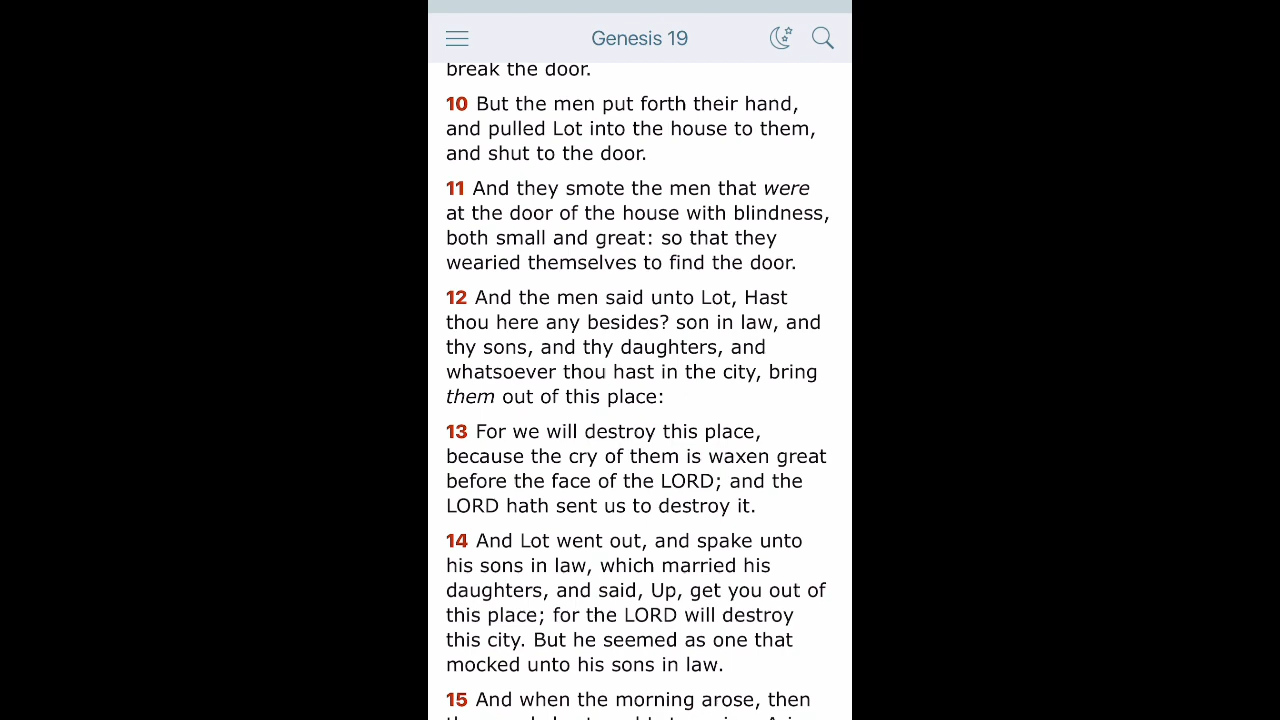 Genesis 19
break the door.
10 But the men put forth their hand,
and pulled Lot into the house to them,
and shut to the door.
11 And they smote the men that were
at the door of the house with blindness,
both small and great: so that they
wearied themselves to find the door.
12 And the men said unto Lot, Hast
thou here any besides? son in law, and
thy sons, and thy daughters, and
whatsoever thou hast in the city, bring
them out of this place:
13 For we will destroy this place,
because the cry of them is waxen great
before the face of the LORD; and the
LORD hath sent us to destroy it.
14 And Lot went out, and spake unto
his sons in law, which married his
daughters, and said, Up, get you out of
this place; for the LORD will destroy
this city. But he seemed as one that
mocked unto his sons in law.
15 And when the morning arose, then